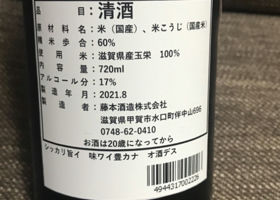 品目：清酒
原材料名：米（国産）、米こうじ（国産米）
精米歩合：60%
使用米：滋賀県産玉栄 100%
内容量：720ml
アルコール分：17%
製造年月：2021.8
製造者：藤本酒造株式会社
滋賀県甲賀市水口町伴中山696
0748-62-0410
お酒は20歳になってから
シッカリ旨イ 味ワイ豊カナ オ酒デス
4944317002226